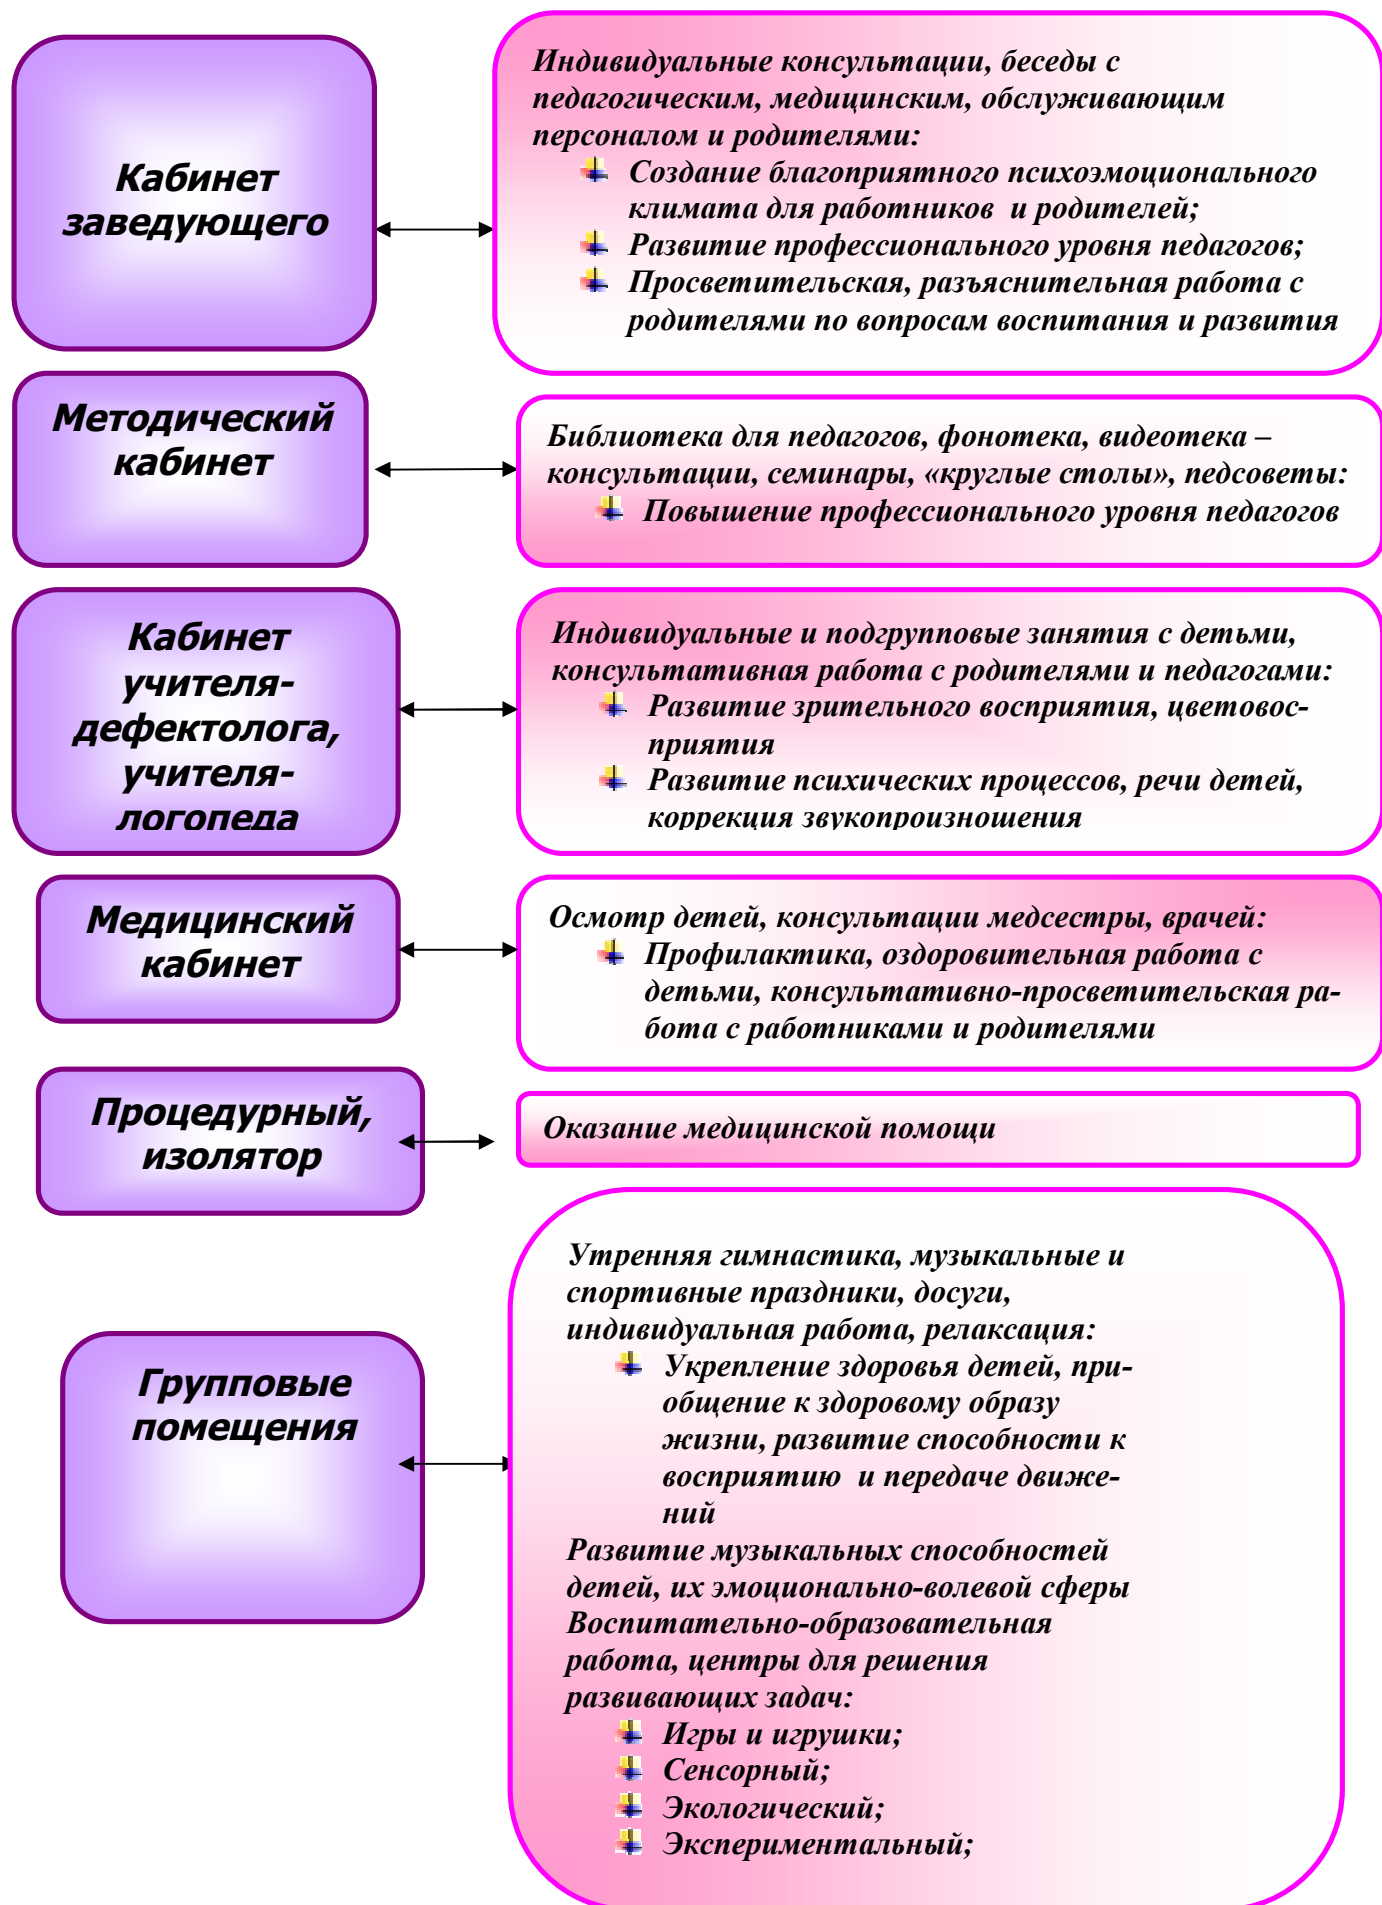 Кабинет
заведующего
Индивидуальные консультации, беседы с
педагогическим, медицинским, обслуживающим
персоналом и родителями:
Создание благоприятного психоэмоционального
климата для работников  и родителей;
Развитие профессионального уровня педагогов;
Просветительская, разъяснительная работа с
родителями по вопросам воспитания и развития
Методический
кабинет
Библиотека для педагогов, фонотека, видеотека –
консультации, семинары, «круглые столы», педсоветы:
Повышение профессионального уровня педагогов
Кабинет
учителя-
дефектолога,
учителя-
логопеда
Индивидуальные и подгрупповые занятия с детьми,
консультативная работа с родителями и педагогами:
Развитие зрительного восприятия, цветовос-
приятия
Развитие психических процессов, речи детей,
коррекция звукопроизношения
Медицинский
кабинет
Осмотр детей, консультации медсестры, врачей:
Профилактика, оздоровительная работа с
детьми, консультативно-просветительская ра-
бота с работниками и родителями
Процедурный,
изолятор
Оказание медицинской помощи
Групповые
помещения
Утренняя гимнастика, музыкальные и
спортивные праздники, досуги,
индивидуальная работа, релаксация:
Укрепление здоровья детей, при-
общение к здоровому образу
жизни, развитие способности к
восприятию  и передаче движе-
ний
Развитие музыкальных способностей
детей, их эмоционально-волевой сферы
Воспитательно-образовательная
работа, центры для решения
развивающих задач:
Игры и игрушки;
Сенсорный;
Экологический;
Экспериментальный;